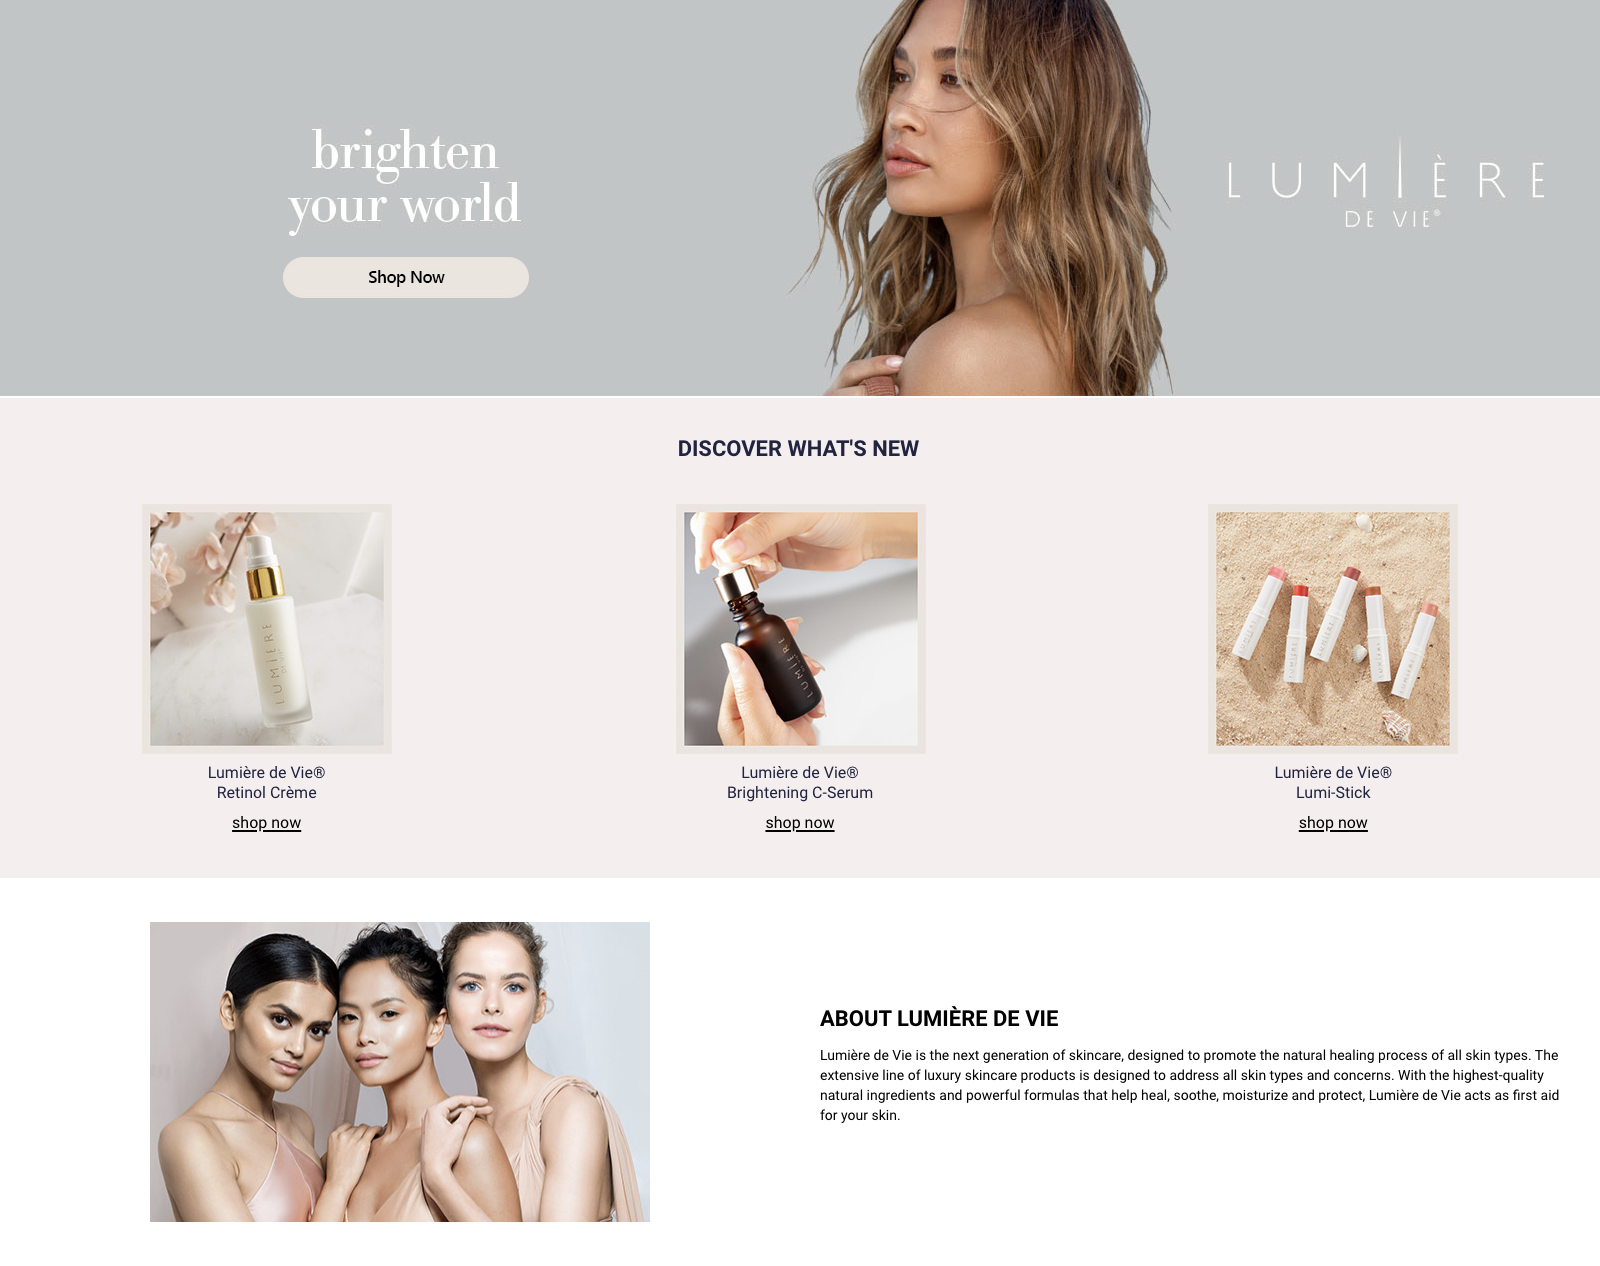 brighten
your world
Shop Now
LUMIÈRE
DE VIE®
DISCOVER WHAT'S NEW
LUMIÈRE
LUMIÈRE
LUMIÈRE
LUMIÈRE
LUMIÈRE
LUMIÈRE
LUMIÈRE
Lumière de Vie®
Retinol Crème
shop now
Lumière de Vie®
Brightening C-Serum
shop now
Lumière de Vie®
Lumi-Stick
shop now
ABOUT LUMIÈRE DE VIE
Lumière de Vie is the next generation of skincare, designed to promote the natural healing process of all skin types. The
extensive line of luxury skincare products is designed to address all skin types and concerns. With the highest-quality
natural ingredients and powerful formulas that help heal, soothe, moisturize and protect, Lumière de Vie acts as first aid
for your skin.